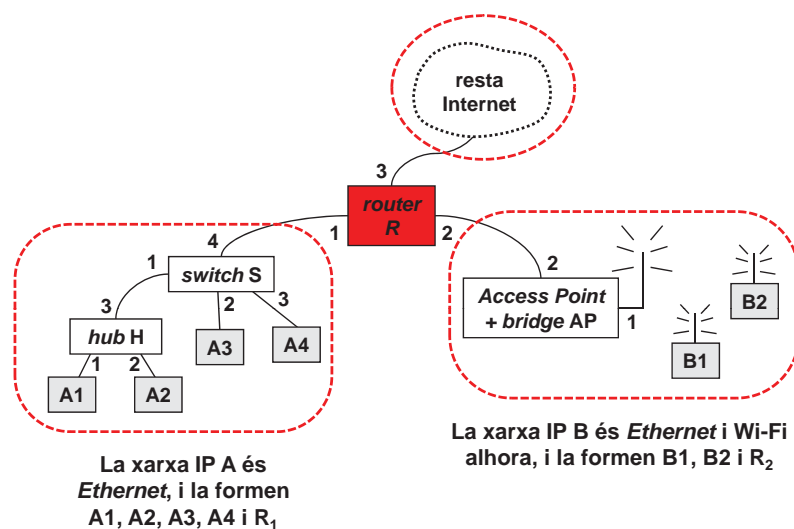 resta
Internet
3
router
R
1
2
4
1
switch S
2
3
3
hub H
1
2
A1
A2
A3
A4
2
Access Point
+ bridge AP
1
B1
B2
La xarxa IP A és
Ethernet, i la formen
A1, A2, A3, A4 i R1
La xarxa IP B és Ethernet i Wi-Fi
alhora, i la formen B1, B2 i R2